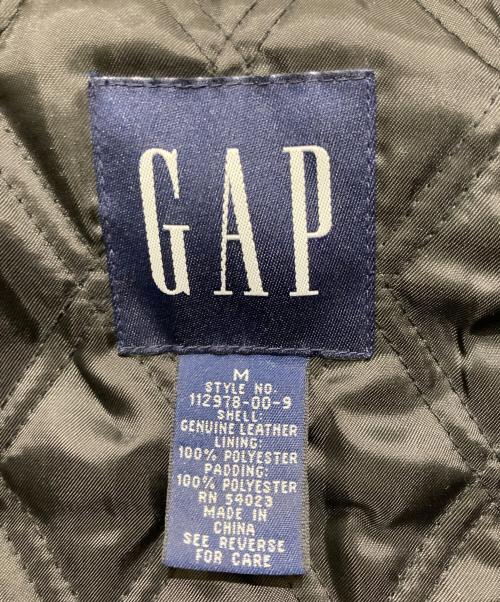 GAP
M
STYLE NO.
112978-00-9
SHELL:
GENUINE LEATHER
LINING:
100% POLYESTER
PADDING:
100% POLYESTER
RN 54023
MADE IN
CHINA
SEE REVERSE
FOR CARE